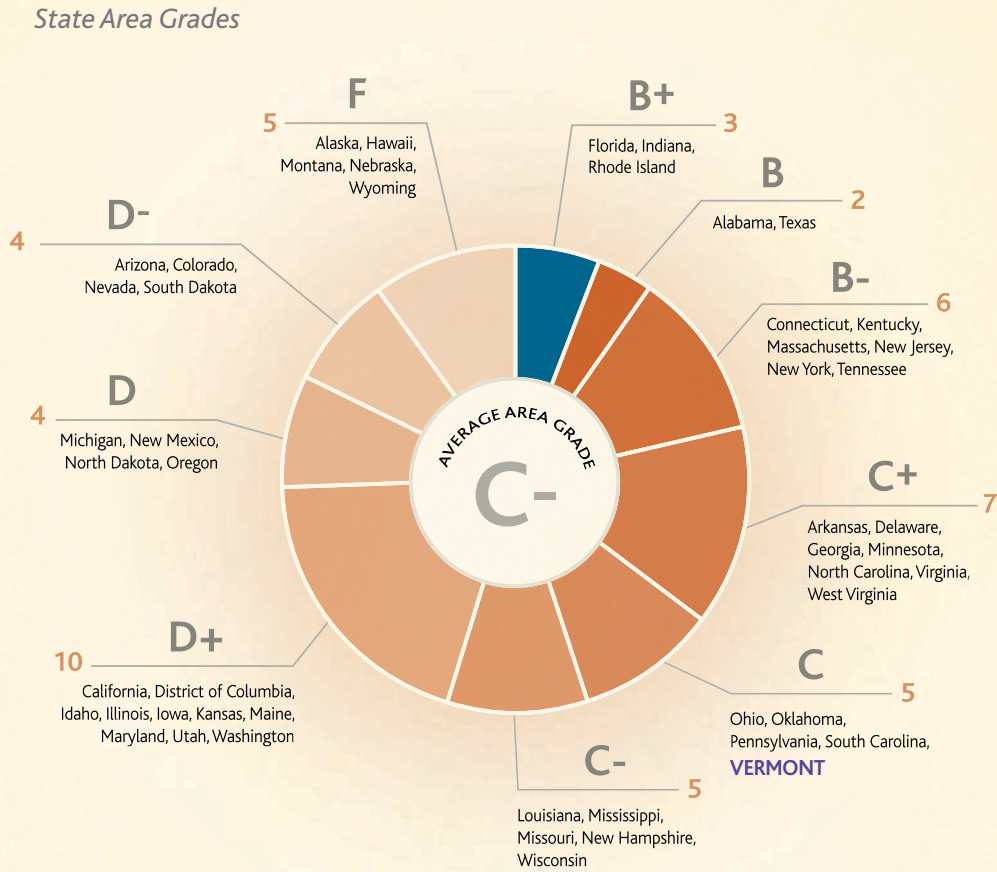 State Area Grades
F
5
Alaska, Hawaii,
Montana, Nebraska,
Wyoming
B+
3
Florida, Indiana,
Rhode Island
B
2
Alabama, Texas
B-
6
Connecticut, Kentucky,
Massachusetts, New Jersey,
New York, Tennessee
C+
7
Arkansas, Delaware,
Georgia, Minnesota,
North Carolina, Virginia,
West Virginia
C
5
Ohio, Oklahoma,
Pennsylvania, South Carolina,
VERMONT
C-
5
Louisiana, Mississippi,
Missouri, New Hampshire,
Wisconsin
D+
10
California, District of Columbia,
Idaho, Illinois, Iowa, Kansas, Maine,
Maryland, Utah, Washington
D
4
Michigan, New Mexico,
North Dakota, Oregon
D-
4
Arizona, Colorado,
Nevada, South Dakota
AVERAGE AREA GRADE
C-